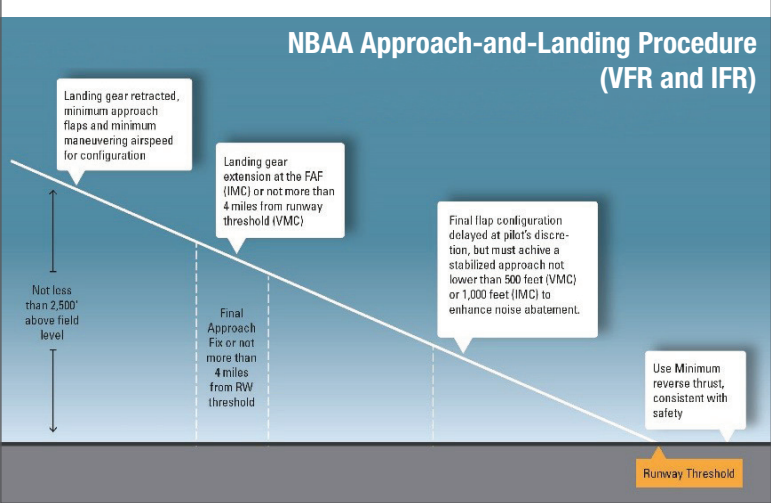 NBAA Approach-and-Landing Procedure
(VFR and IFR)
Landing gear retracted,
minimum approach
flaps and minimum
maneuvering airspeed
for configuration
Landing gear
extension at the FAF
(IMC) or not more than
4 miles from runway
threshold (VMC)
Final flap configuration
delayed at pilot's discre-
tion, but must achive a
stabilized approach not
lower than 500 feet (VMC)
or 1,000 feet (IMC) to
enhance noise abatement.
Not less
than 2,500'
above field
level
Final
Approach
Fix or not
more than
4 miles
from RW
threshold
Use Minimum
reverse thrust,
consistent with
safety
Runway Threshold